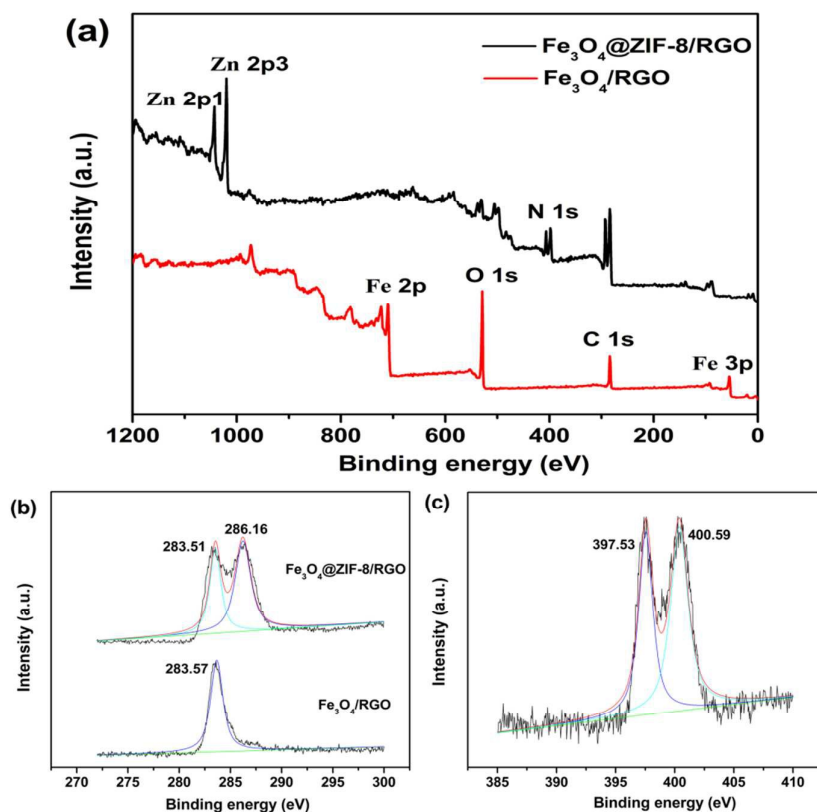 (a)
Fe₃O₄@ZIF-8/RGO
Fe₃O₄/RGO
Zn 2p3
Zn 2p1
N 1s
O 1s
Fe 2p
C 1s
Fe 3p
Intensity (a.u.)
1200 1000 800 600 400 200 0
Binding energy (eV)
(b)
286.16
283.51
Fe₃O₄@ZIF-8/RGO
283.57
Fe₃O₄/RGO
Intensity (a.u.)
270 275 280 285 290 295 300
Binding energy (eV)
(c)
397.53
400.59
Intensity (a.u.)
385 390 395 400 405 410
Binding energy (eV)